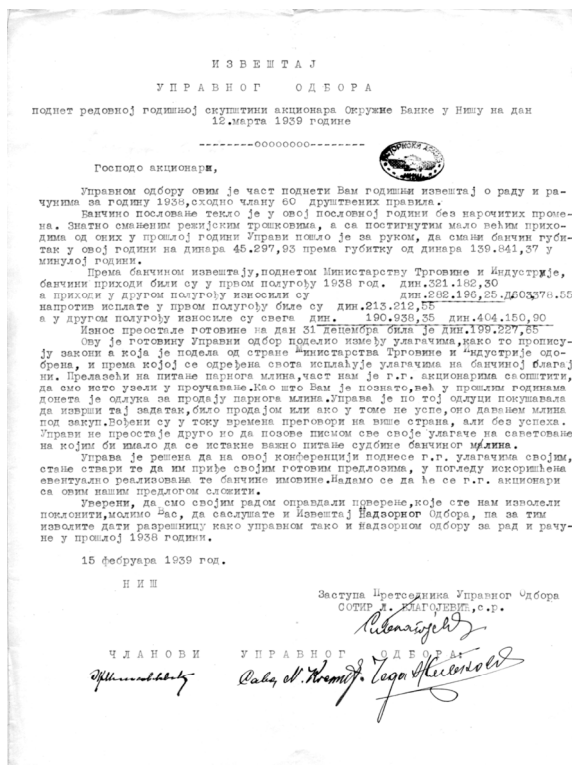 ИЗВЕШТАЈ
УПРАВНОГ ОДБОРА
поднет редовној годишњој скупштини акционара Окружне Банке у Нишу на дан
12.марта 1939 године
-------оооооооо-------
Господо акционари,
Управном одбору овим је част поднети Вам годишњи извештај о раду и ра-
чунима за годину 1938,сходно члану 60 друштвених правила.
Банчино пословање текло је у овој пословној години без нарочитих проме-
на. Знатно смањеним режијским трошковима, а са постигнутим мало већим прихо-
дима од оних у прошлој години Управи пошло је за руком, да смањи банчин губи-
так у овој години на динара 45.297,93 према губитку од динара 139.841,37 у
минулој години.
Према банчином извештају,поднетом Министарству Трговине и Индустрије,
банчини приходи били су у првом полугођу 1938 год. дин.321.182,30
а приходи у другом полугођу износили су дин.282.196,25.Д603378.55
напротив исплате у првом полугођу биле су дин.213.212,55
а у другом полугођу износиле су свега дин. 190.938,35 дин.404.150,90
Износ преостале готовине на дан 31 децембра била је дин.199.227,65
Ову је готовину Управни одбор поделио између улагачима,како то пропису-
ју закони а која је подела од стране Министарства Трговине и Индустрије одо-
брена, и према којој се одређена свота исплаћује улагачима на банчиној благај
ни. Прелазећи на питање парнога млина,част нам је г.г. акционарима саопштити,
да смо исто узели у проучавање.Као што Вам је познато,већ у прошлим годинама
донета је одлука за продају парнога млина.Управа је по тој одлуци покушавала
да изврши тај задатак,било продајом или ако у томе не успе,оно давањем млина
под закуп.Вођени су у току времена преговори на више страна, али без успеха.
Управи не преостаје друго но да позове писмом све своје улагаче на саветовање
на којим би имало да се истакне важно питање судбине банчиног млина.
Управа је решена да на овој конференцији поднесе г.г. улагачима својим,
стање ствари те да им приђе својим готовим предлозима, у погледу искоришћења
евентуално реализована те банчине имовине.Надамо се да ће се г.г. акционари
са овим нашим предлогом сложити.
Уверени, да смо својим радом оправдали поверење,које сте нам изволели
поклонити,молимо Вас, да саслушате и Извештај Надзорног Одбора, па за тим
изволите дати разрешницу како управном тако и надзорном одбору за рад и рачу-
не у прошлој 1938 години.
15 фебруара 1939 год.
НИШ
Заступа Претседника Управног Одбора
СОТИР Л. БЛАГОЈЕВИЋ,с.р.
ЧЛАНОВИ УПРАВНОГ ОДБОРА: